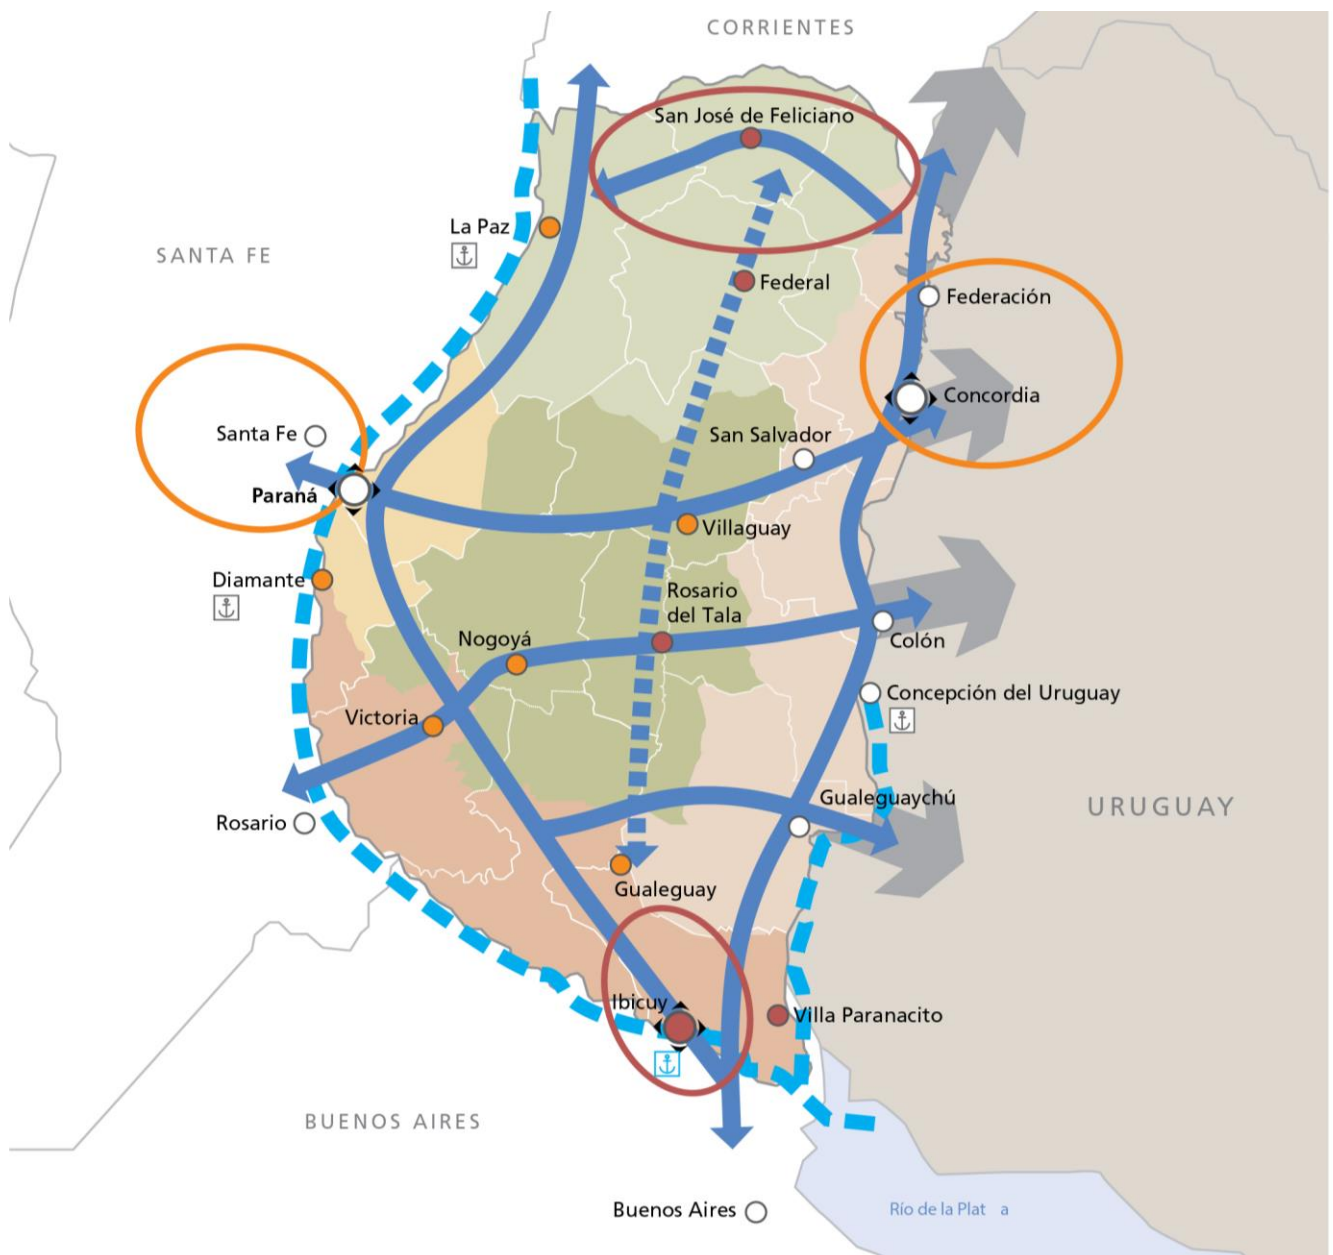 CORRIENTES
San José de Feliciano
La Paz
SANTA FE
Federal
Federación
Concordia
Santa Fe
San Salvador
Paraná
Villaguay
Diamante
Rosario
del Tala
Nogoyá
Colón
Concepción del Uruguay
Victoria
Gualeguaychú
URUGUAY
Rosario
Gualeguay
Ibicuy
Villa Paranacito
BUENOS AIRES
Buenos Aires
Río de la Plat a